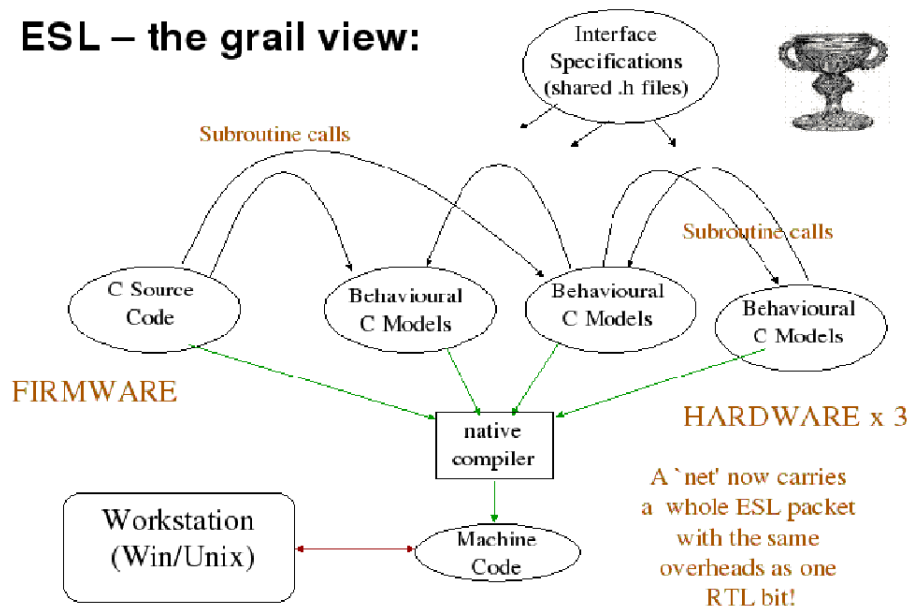 ESL – the grail view:
Interface
Specifications
(shared .h files)
Subroutine calls
Subroutine calls
C Source
Code
Behavioural
C Models
Behavioural
C Models
Behavioural
C Models
FIRMWARE
HARDWARE x 3
native
compiler
A `net' now carries
a whole ESL packet
with the same
overheads as one
RTL bit!
Workstation
(Win/Unix)
Machine
Code